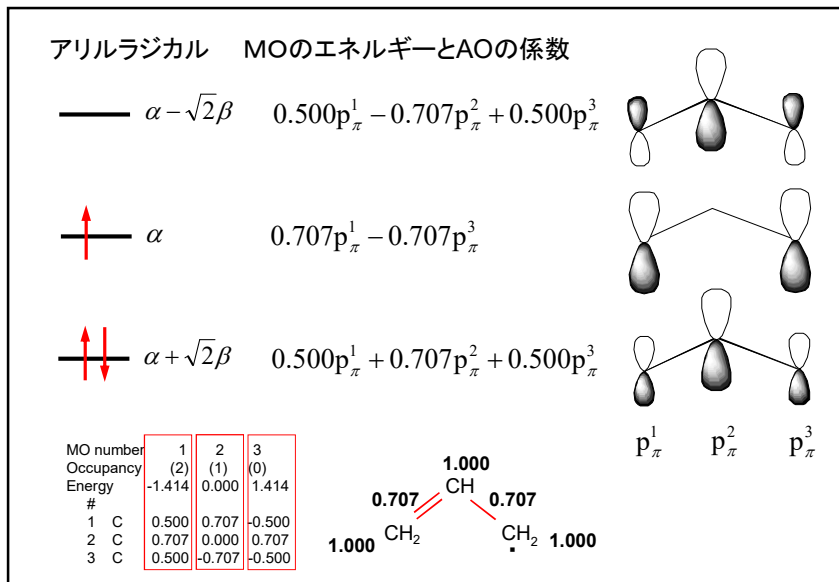 アリルラジカル MOのエネルギーとAOの係数
α−√2β 0.500p¹π − 0.707p²π + 0.500p³π
α 0.707p¹π − 0.707p³π
α+√2β 0.500p¹π + 0.707p²π + 0.500p³π
p¹π p²π p³π
MO number 1 2 3
Occupancy (2) (1) (0)
Energy -1.414 0.000 1.414
#
1 C 0.500 0.707 -0.500
2 C 0.707 0.000 0.707
3 C 0.500 -0.707 -0.500
1.000
CH
0.707 0.707
1.000 CH₂ CH₂ 1.000